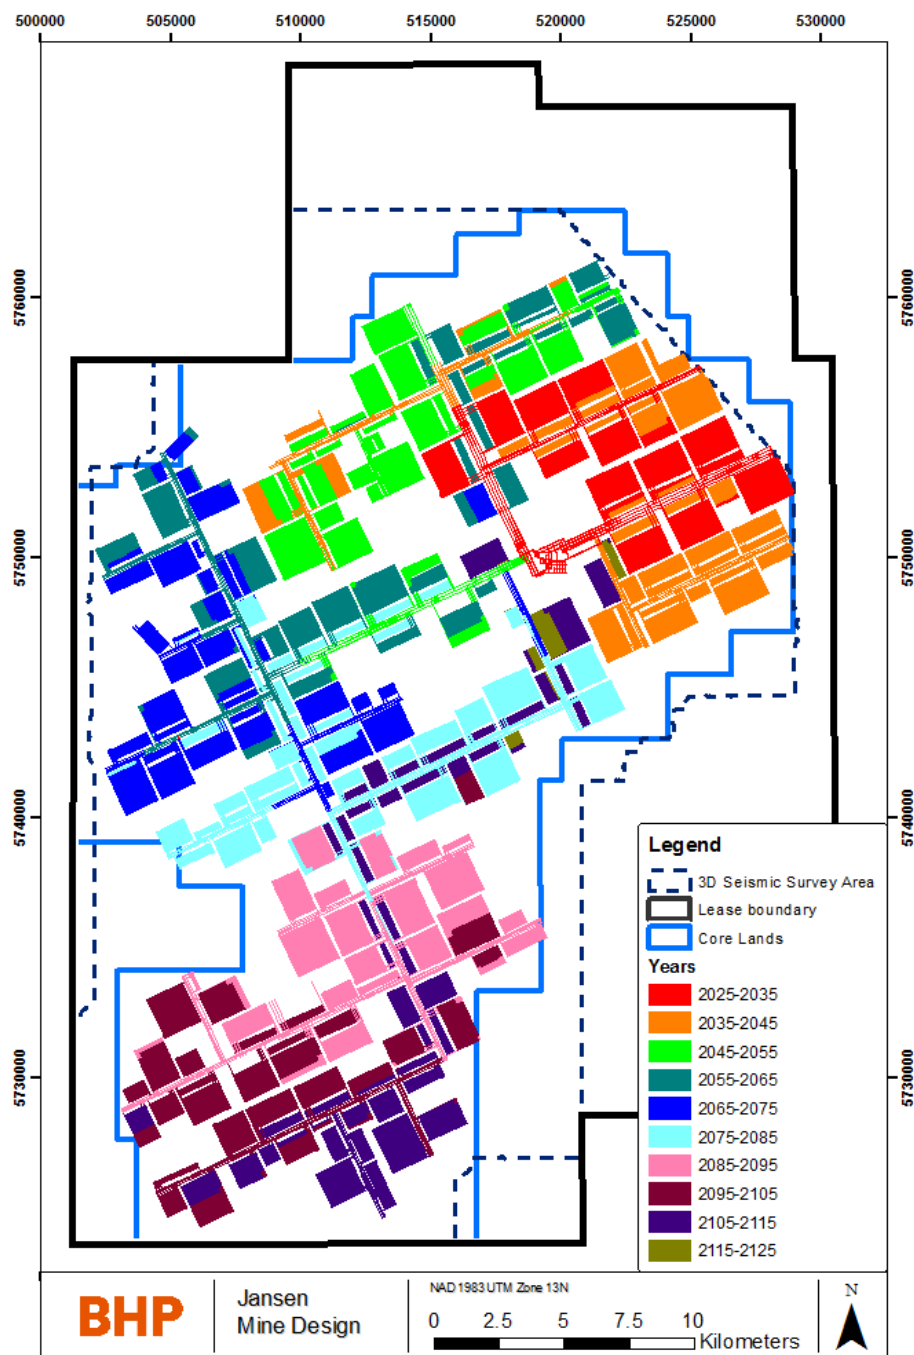 500000 505000 510000 515000 520000 525000 530000
5760000 5760000
5750000 5750000
5740000 5740000
5730000 5730000
Legend
3D Seismic Survey Area
Lease boundary
Core Lands
Years
2025-2035
2035-2045
2045-2055
2055-2065
2065-2075
2075-2085
2085-2095
2095-2105
2105-2115
2115-2125
BHP
Jansen
Mine Design
NAD 1983 UTM Zone 13N
0 2.5 5 7.5 10
Kilometers
N